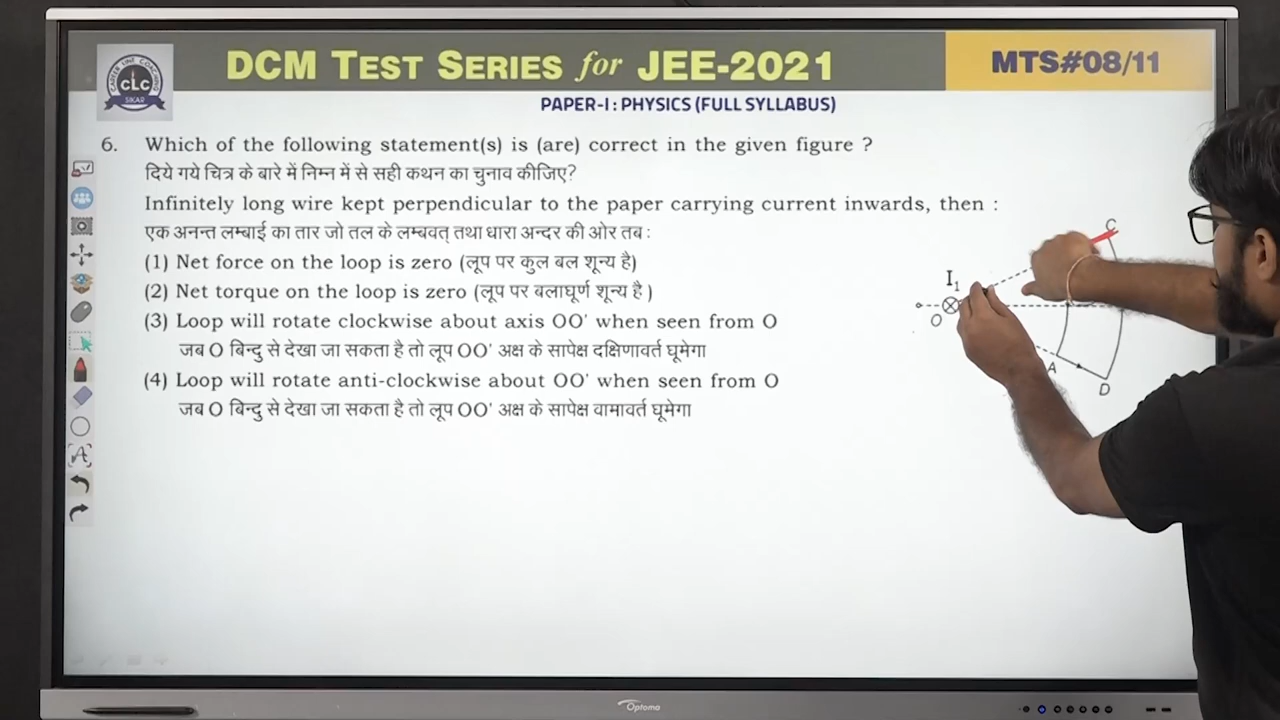 DCM TEST SERIES for JEE-2021
MTS#08/11
CAREER LINE COACHING
CLC
SIKAR
PAPER-I : PHYSICS (FULL SYLLABUS)
6. Which of the following statement(s) is (are) correct in the given figure ?
दिये गये चित्र के बारे में निम्न में से सही कथन का चुनाव कीजिए?
Infinitely long wire kept perpendicular to the paper carrying current inwards, then :
एक अनन्त लम्बाई का तार जो तल के लम्बवत् तथा धारा अन्दर की ओर तब :
(1) Net force on the loop is zero (लूप पर कुल बल शून्य है)
(2) Net torque on the loop is zero (लूप पर बलाघूर्ण शून्य है )
(3) Loop will rotate clockwise about axis OO' when seen from O
जब O बिन्दु से देखा जा सकता है तो लूप OO' अक्ष के सापेक्ष दक्षिणावर्त घूमेगा
(4) Loop will rotate anti-clockwise about OO' when seen from O
जब O बिन्दु से देखा जा सकता है तो लूप OO' अक्ष के सापेक्ष वामावर्त घूमेगा
C
I₁
O
A
D
Optoma